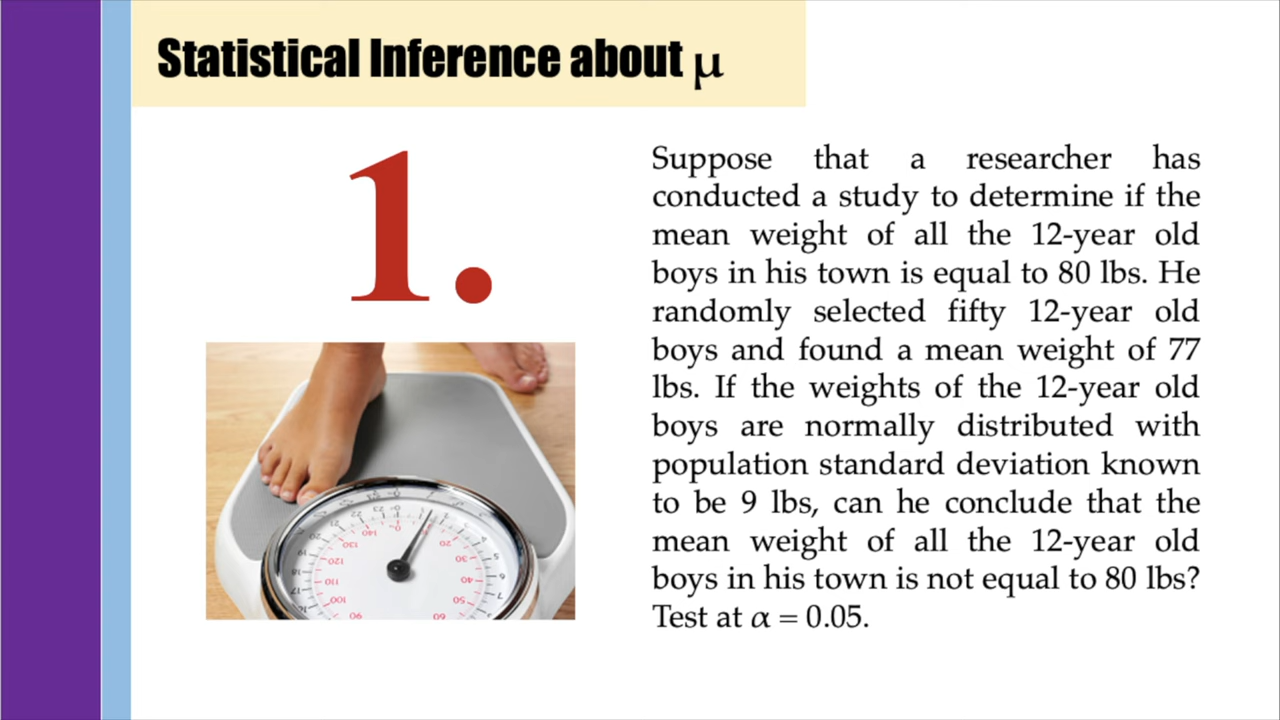 Statistical Inference about μ
1.
Suppose that a researcher has
conducted a study to determine if the
mean weight of all the 12-year old
boys in his town is equal to 80 lbs. He
randomly selected fifty 12-year old
boys and found a mean weight of 77
lbs. If the weights of the 12-year old
boys are normally distributed with
population standard deviation known
to be 9 lbs, can he conclude that the
mean weight of all the 12-year old
boys in his town is not equal to 80 lbs?
Test at α = 0.05.